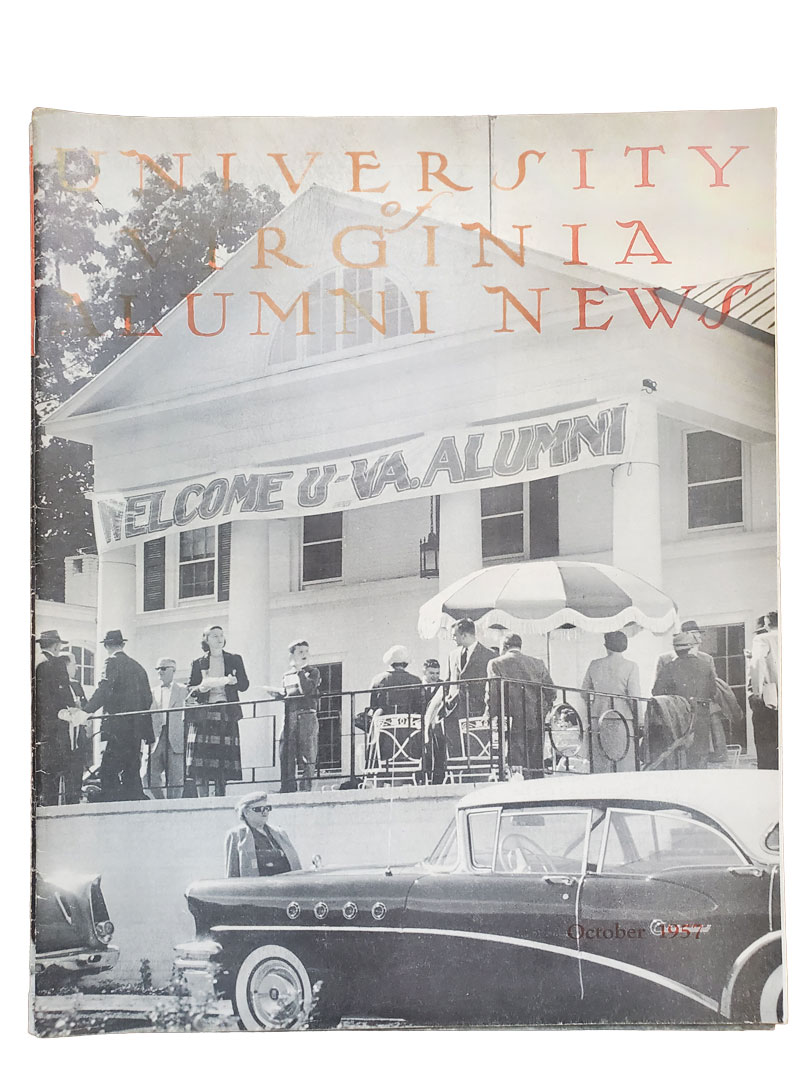 UNIVERSITY
of
VIRGINIA
ALUMNI NEWS
WELCOME U-VA. ALUMNI
October 1957